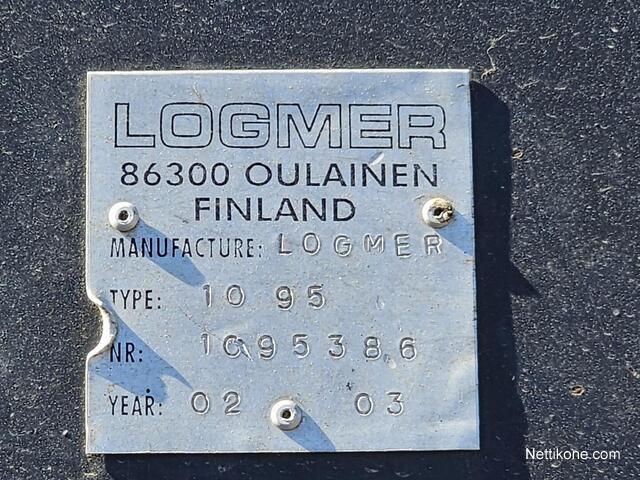 LOGMER
86300 OULAINEN
FINLAND
MANUFACTURE: LOGMER
TYPE: 10 95
NR: 1095386
YEAR: 02 03
Nettikone.com